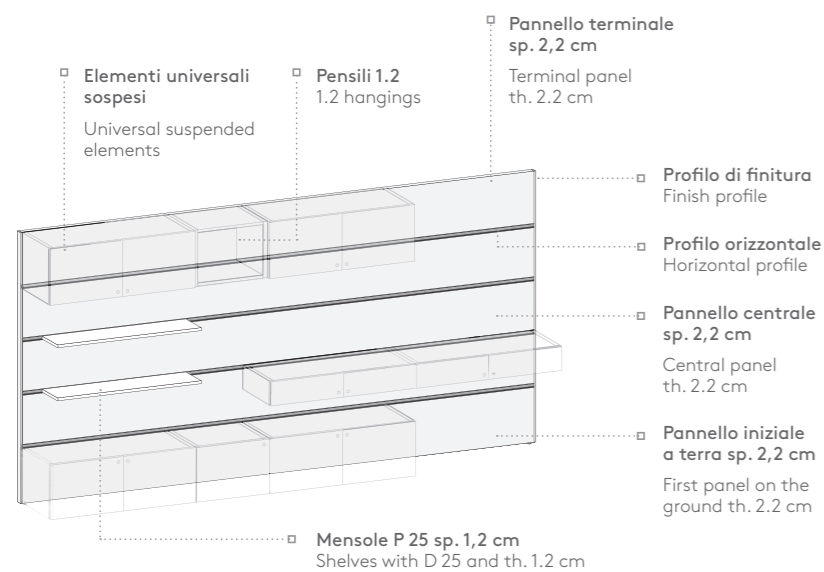 Pannello terminale
sp. 2,2 cm
Terminal panel
th. 2.2 cm
Elementi universali
sospesi
Universal suspended
elements
Pensili 1.2
1.2 hangings
Profilo di finitura
Finish profile
Profilo orizzontale
Horizontal profile
Pannello centrale
sp. 2,2 cm
Central panel
th. 2.2 cm
Pannello iniziale
a terra sp. 2,2 cm
First panel on the
ground th. 2.2 cm
Mensole P 25 sp. 1,2 cm
Shelves with D 25 and th. 1.2 cm